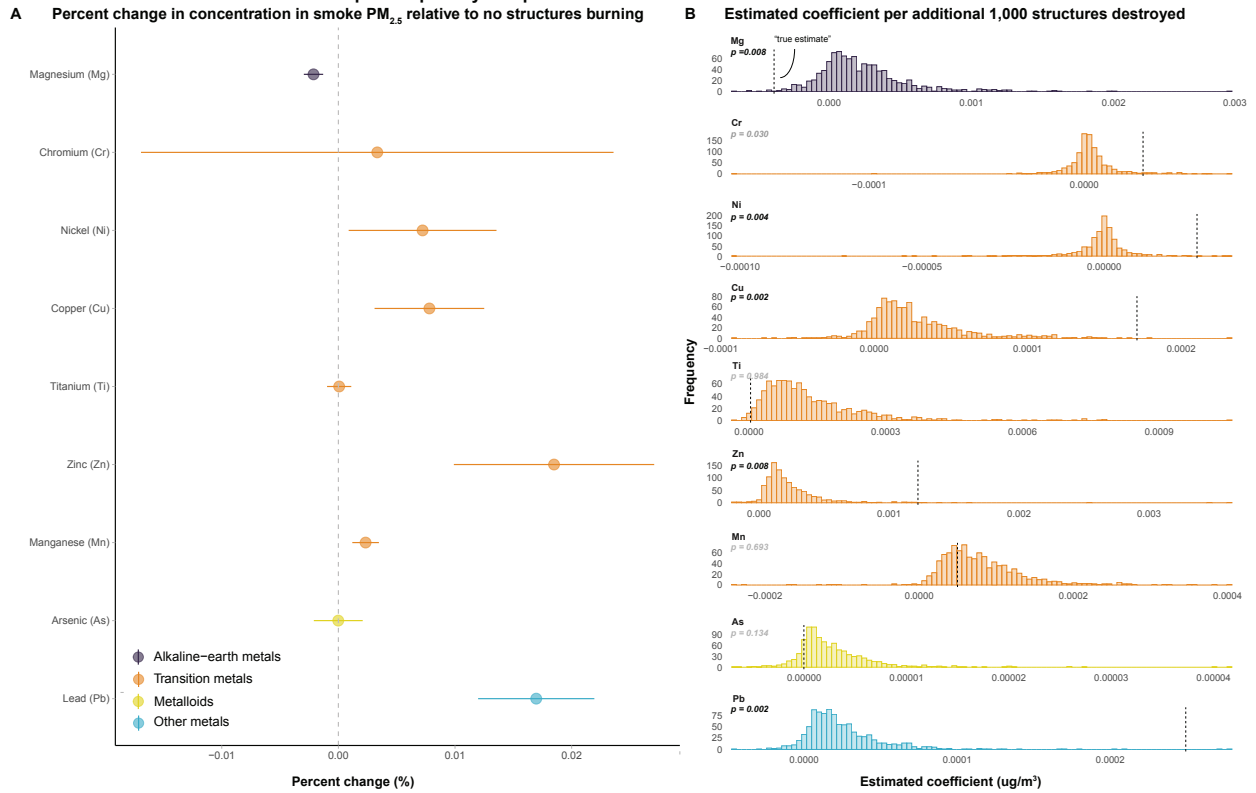 A
Percent change in concentration in smoke PM2.5 relative to no structures burning
Magnesium (Mg)
Chromium (Cr)
Nickel (Ni)
Copper (Cu)
Titanium (Ti)
Zinc (Zn)
Manganese (Mn)
Arsenic (As)
Lead (Pb)
Alkaline−earth metals
Transition metals
Metalloids
Other metals
−0.01 0.00 0.01 0.02
Percent change (%)
B
Estimated coefficient per additional 1,000 structures destroyed
Frequency
Mg
p =0.008
"true estimate"
60
40
20
0
0.000 0.001 0.002 0.003
Cr
p = 0.030
150
100
50
0
−0.0001 0.0000
Ni
p = 0.004
200
150
100
50
0
−0.00010 −0.00005 0.00000
Cu
p = 0.002
80
60
40
20
0
−0.0001 0.0000 0.0001 0.0002
Ti
p = 0.984
60
40
20
0
0.0000 0.0003 0.0006 0.0009
Zn
p = 0.008
150
100
50
0
0.000 0.001 0.002 0.003
Mn
p = 0.693
60
40
20
0
−0.0002 0.0000 0.0002 0.0004
As
p = 0.134
90
60
30
0
0.00000 0.00001 0.00002 0.00003 0.00004
Pb
p = 0.002
75
50
25
0
0.0000 0.0001 0.0002
Estimated coefficient (ug/m³)